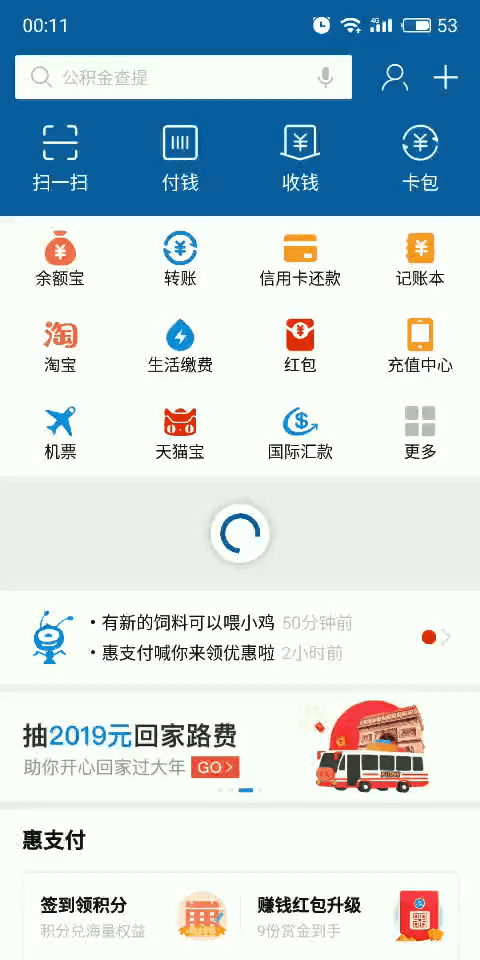 00:11
4G
53
公积金查提
扫一扫
付钱
收钱
卡包
余额宝
转账
信用卡还款
记账本
淘
淘宝
生活缴费
红包
充值中心
机票
天猫宝
国际汇款
更多
·有新的饲料可以喂小鸡 50分钟前
·惠支付喊你来领优惠啦 2小时前
抽2019元回家路费
助你开心回家过大年 GO>
惠支付
签到领积分
积分兑海量权益
赚钱红包升级
9份赏金到手